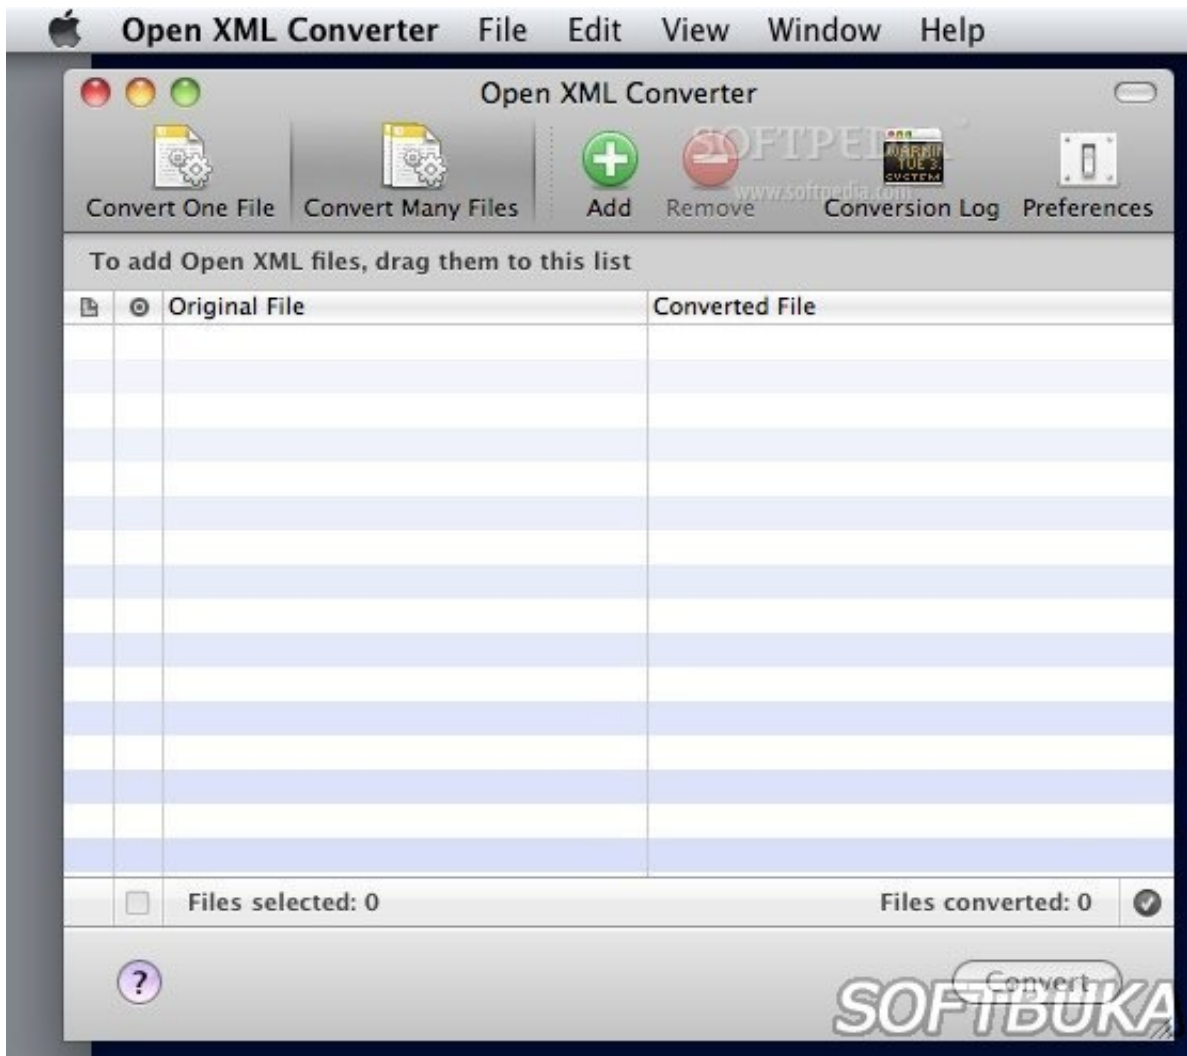 Open XML Converter File Edit View Window Help
Open XML Converter
SOFTPEDIA
www.softpedia.com
Convert One File Convert Many Files Add Remove Conversion Log Preferences
To add Open XML files, drag them to this list
Original File Converted File
Files selected: 0 Files converted: 0
? Convert
SOFTBUKA